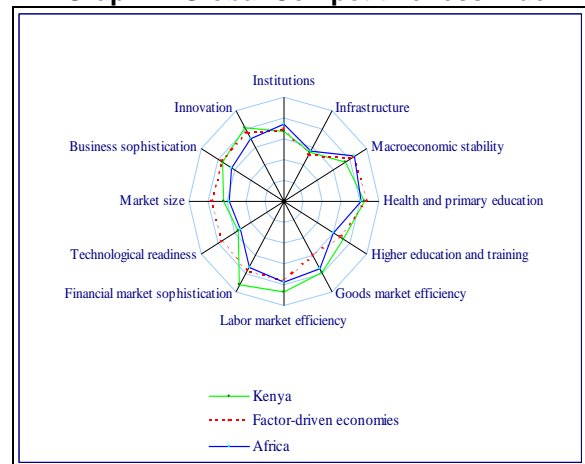 Institutions
Innovation
Infrastructure
Business sophistication
Macroeconomic stability
Market size
Health and primary education
Technological readiness
Higher education and training
Financial market sophistication
Goods market efficiency
Labor market efficiency
Kenya
Factor-driven economies
Africa